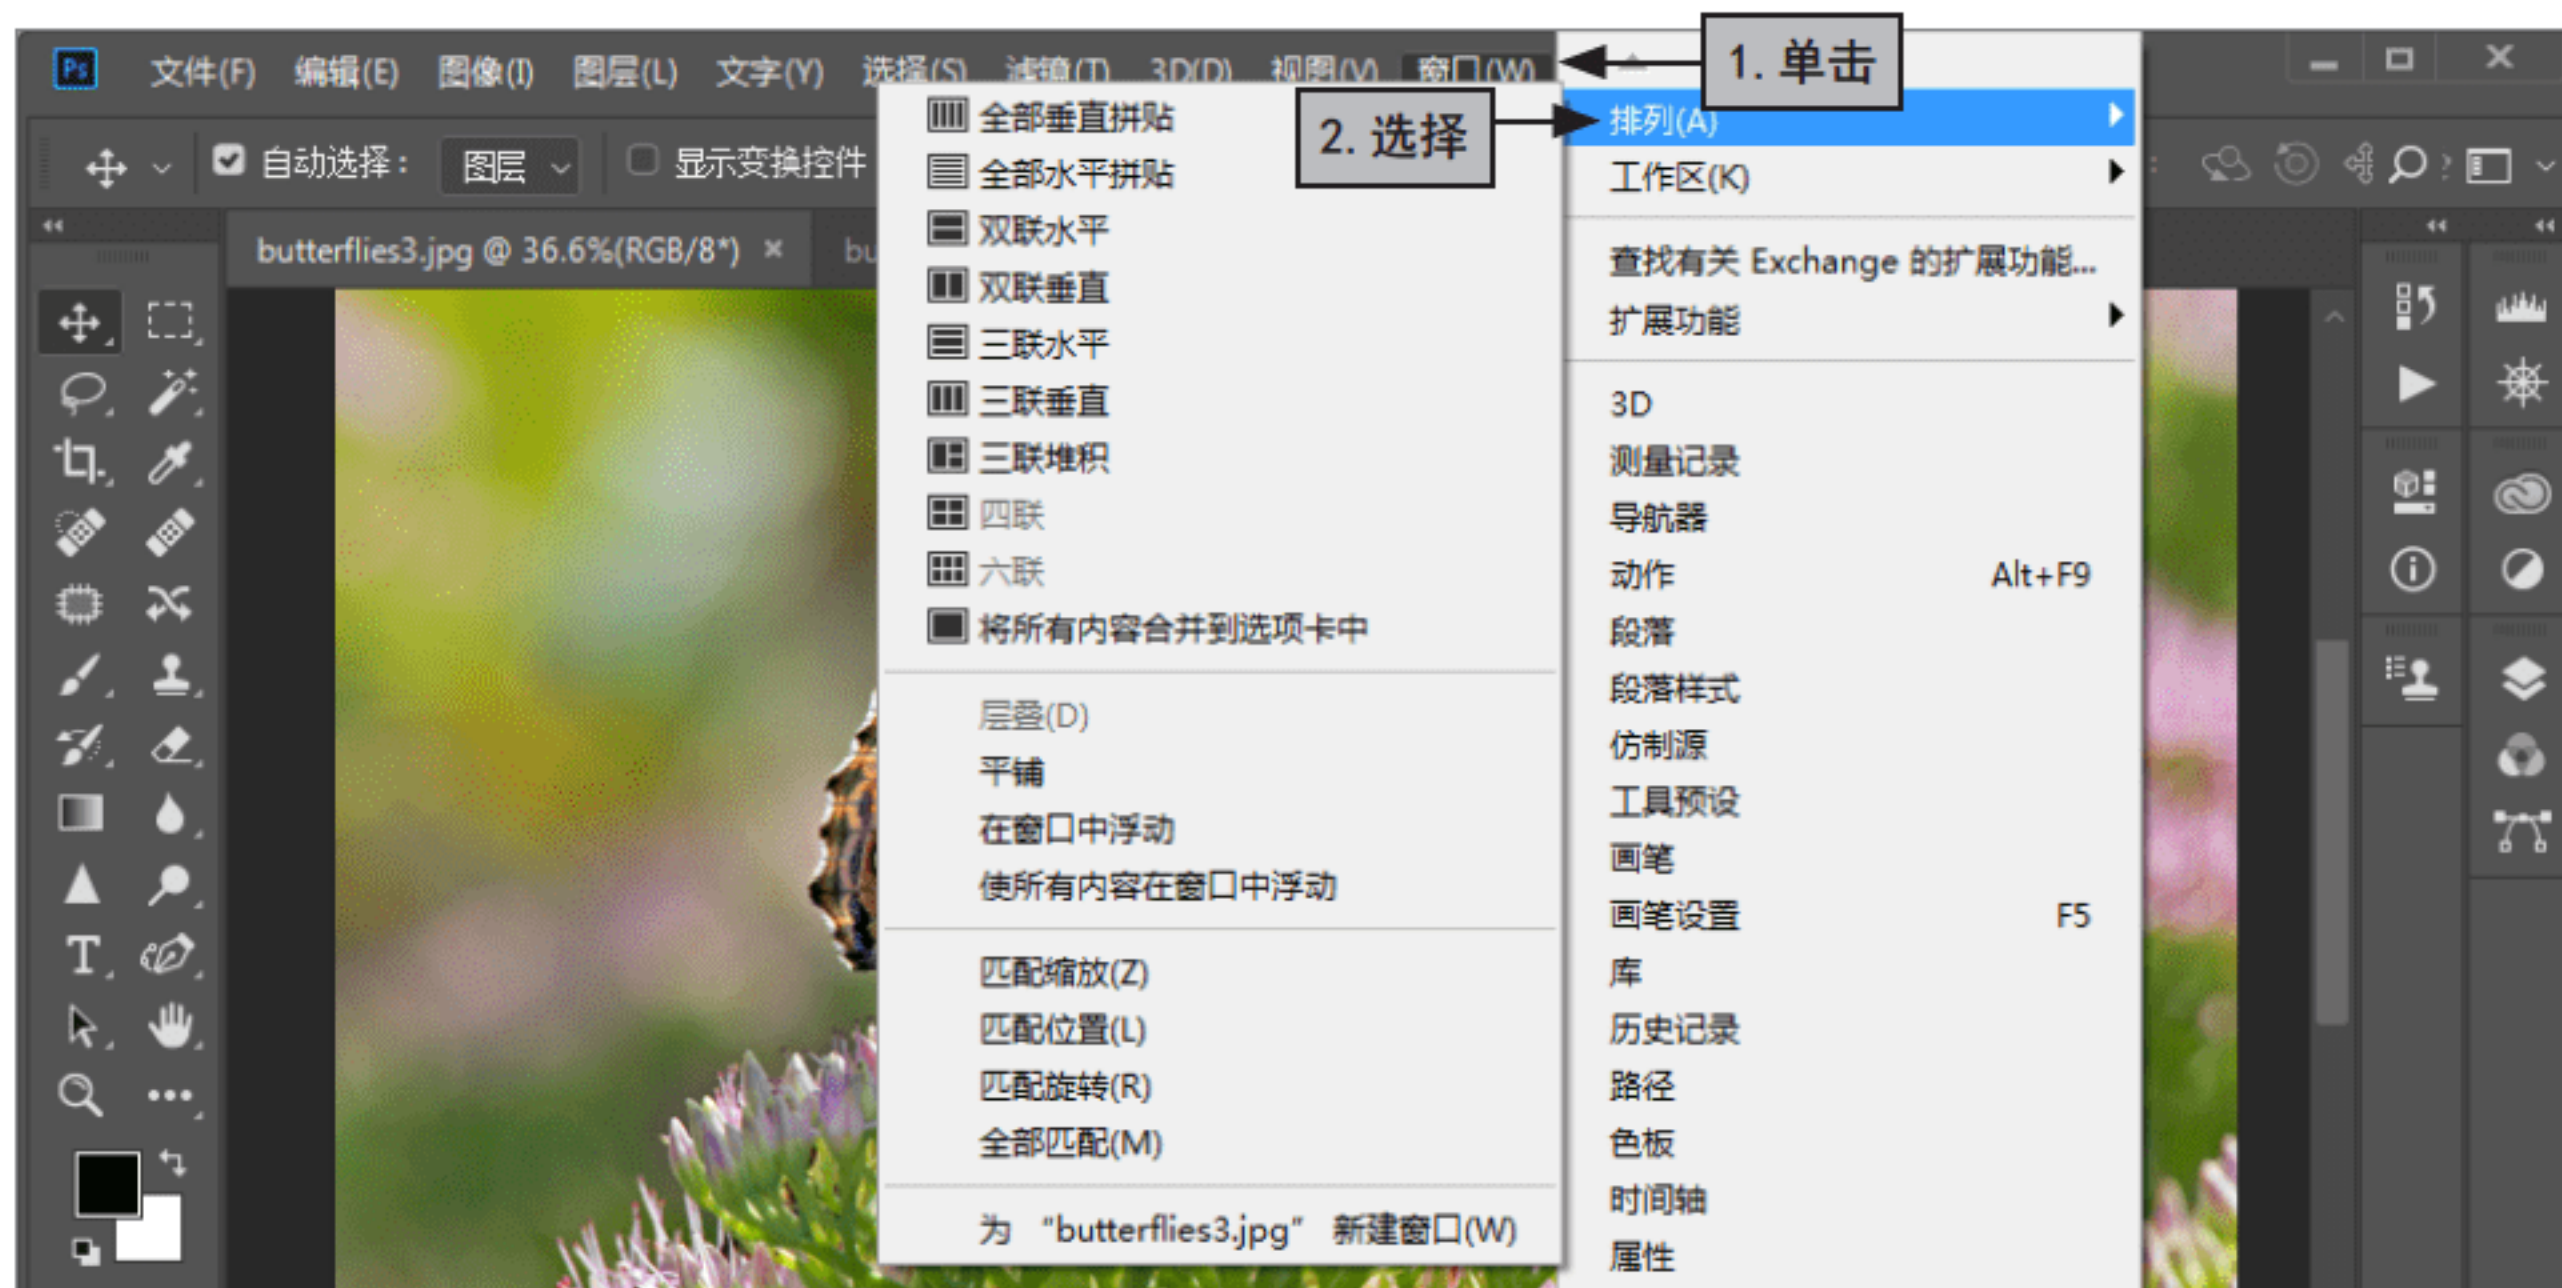 Ps 文件(F) 编辑(E) 图像(I) 图层(L) 文字(Y) 选择(S) 滤镜(T) 3D(D) 视图(V) 窗口(W)
1. 单击
2. 选择
自动选择： 图层 显示变换控件
butterflies3.jpg @ 36.6%(RGB/8*) × bu
全部垂直拼贴
全部水平拼贴
双联水平
双联垂直
三联水平
三联垂直
三联堆积
四联
六联
将所有内容合并到选项卡中
层叠(D)
平铺
在窗口中浮动
使所有内容在窗口中浮动
匹配缩放(Z)
匹配位置(L)
匹配旋转(R)
全部匹配(M)
为 “butterflies3.jpg” 新建窗口(W)
排列(A)
工作区(K)
查找有关 Exchange 的扩展功能...
扩展功能
3D
测量记录
导航器
动作 Alt+F9
段落
段落样式
仿制源
工具预设
画笔
画笔设置 F5
库
历史记录
路径
色板
时间轴
属性